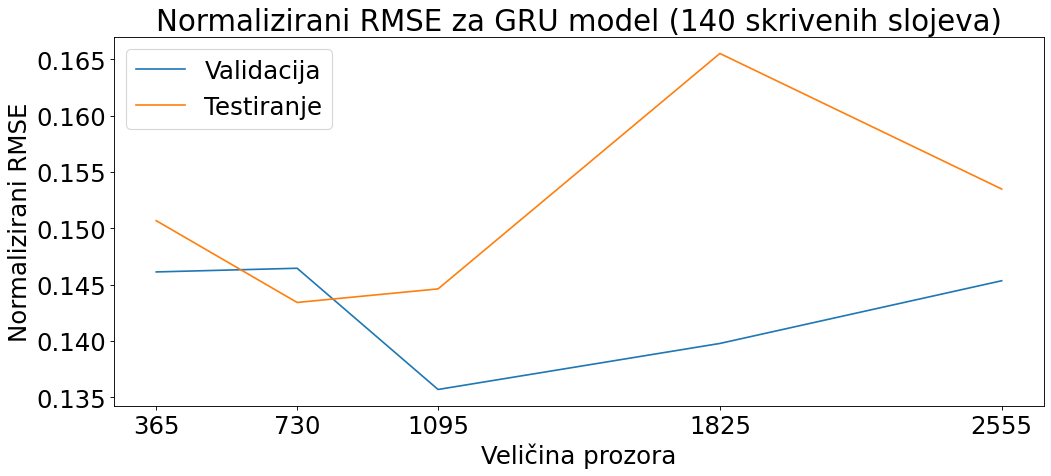 Normalizirani RMSE za GRU model (140 skrivenih slojeva)
Validacija
Testiranje
Normalizirani RMSE
0.165
0.160
0.155
0.150
0.145
0.140
0.135
365 730 1095 1825 2555
Veličina prozora